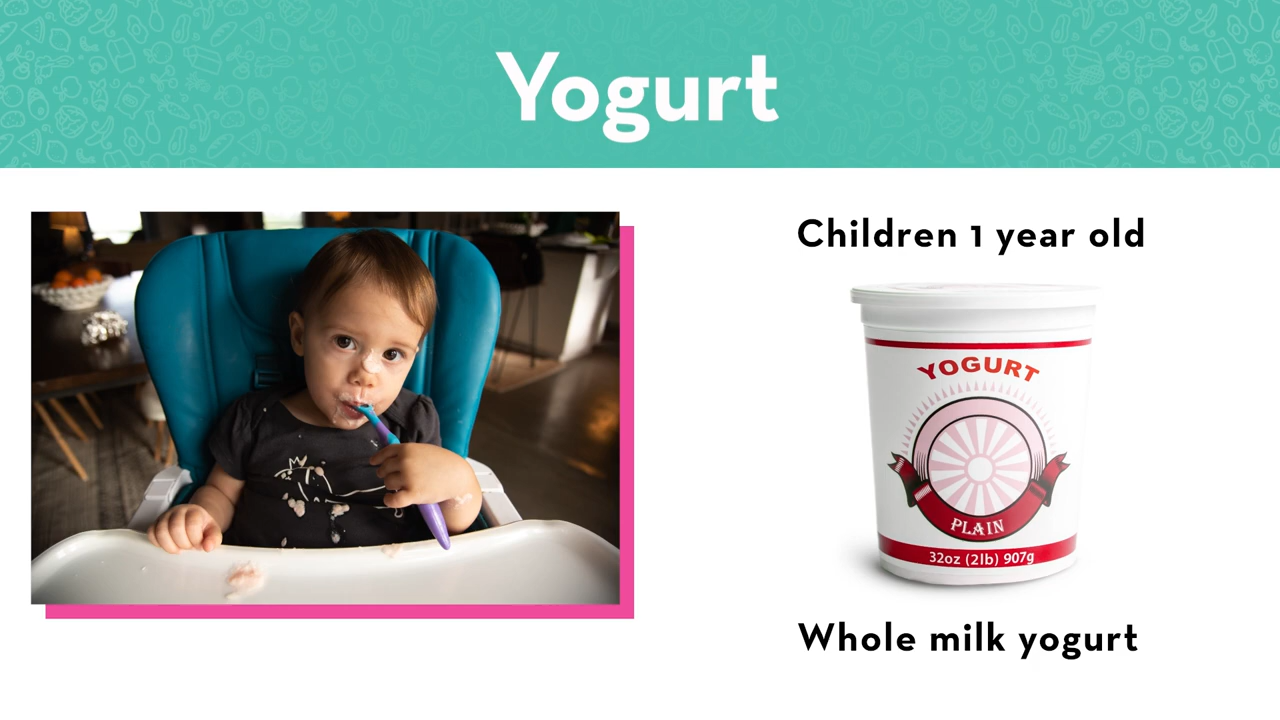 Yogurt
Children 1 year old
YOGURT
PLAIN
32oz (2lb) 907g
Whole milk yogurt